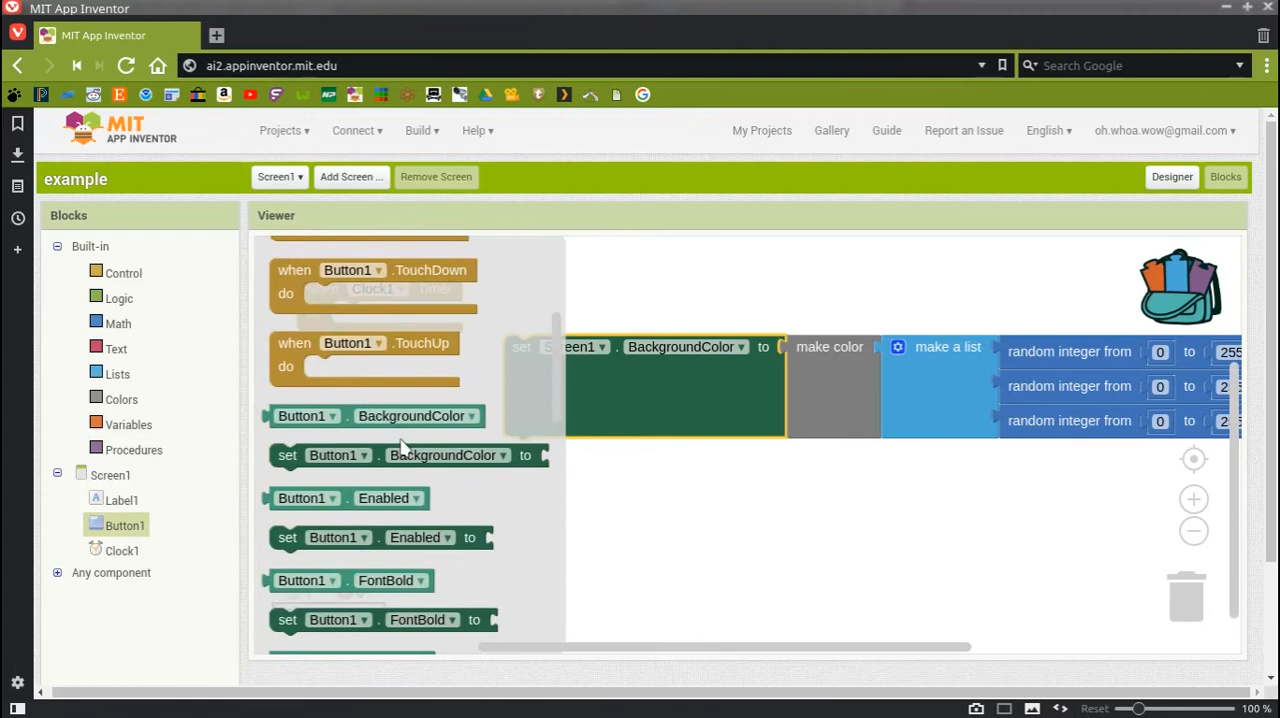 MIT App Inventor
MIT App Inventor
ai2.appinventor.mit.edu
Search Google
MIT
APP INVENTOR
Projects
Connect
Build
Help
My Projects
Gallery
Guide
Report an Issue
English
oh.whoa.wow@gmail.com
example
Screen1
Add Screen ...
Remove Screen
Designer
Blocks
Blocks
Viewer
Built-in
Control
Logic
Math
Text
Lists
Colors
Variables
Procedures
Screen1
Label1
Button1
Clock1
Any component
when Button1 .TouchDown
do
when Clock1 .Timer
when Button1 .TouchUp
do
Button1 . BackgroundColor
set Button1 . BackgroundColor to
Button1 . Enabled
set Button1 . Enabled to
Button1 . FontBold
set Button1 . FontBold to
set Screen1 . BackgroundColor to
make color
make a list
random integer from 0 to 255
random integer from 0 to
random integer from 0 to
Reset
100 %